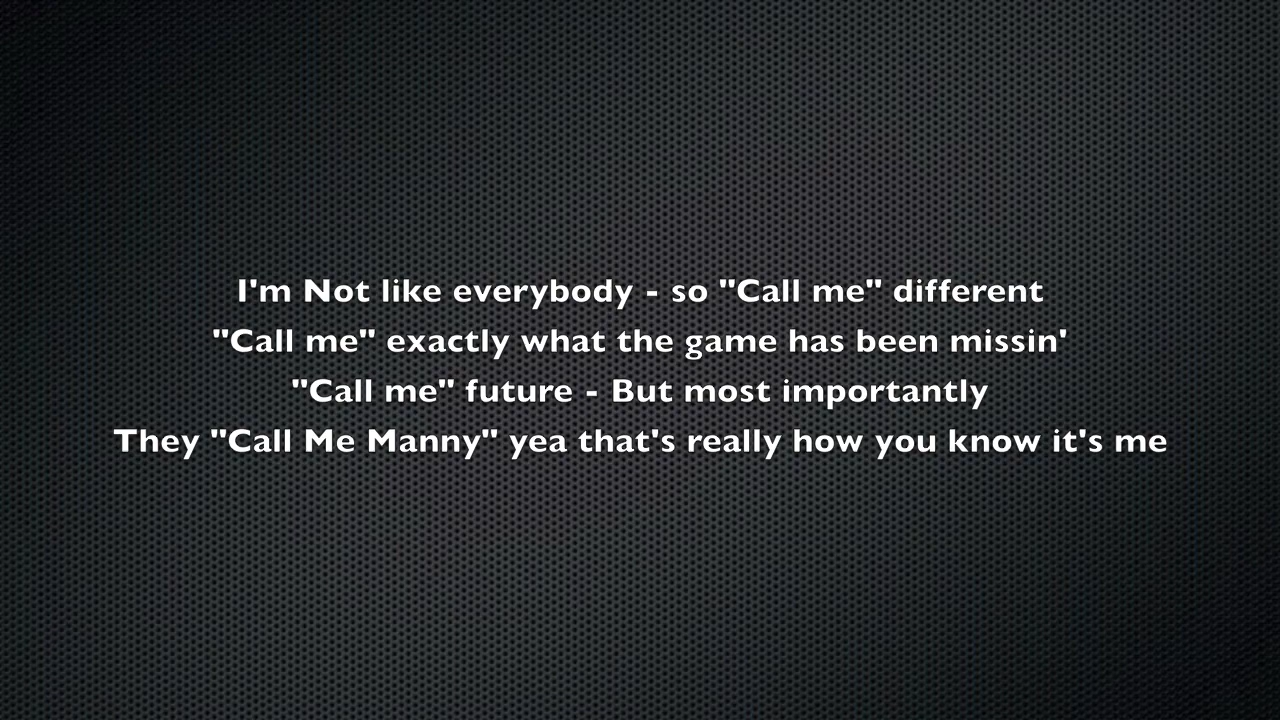 I'm Not like everybody - so "Call me" different
"Call me" exactly what the game has been missin'
"Call me" future - But most importantly
They "Call Me Manny" yea that's really how you know it's me